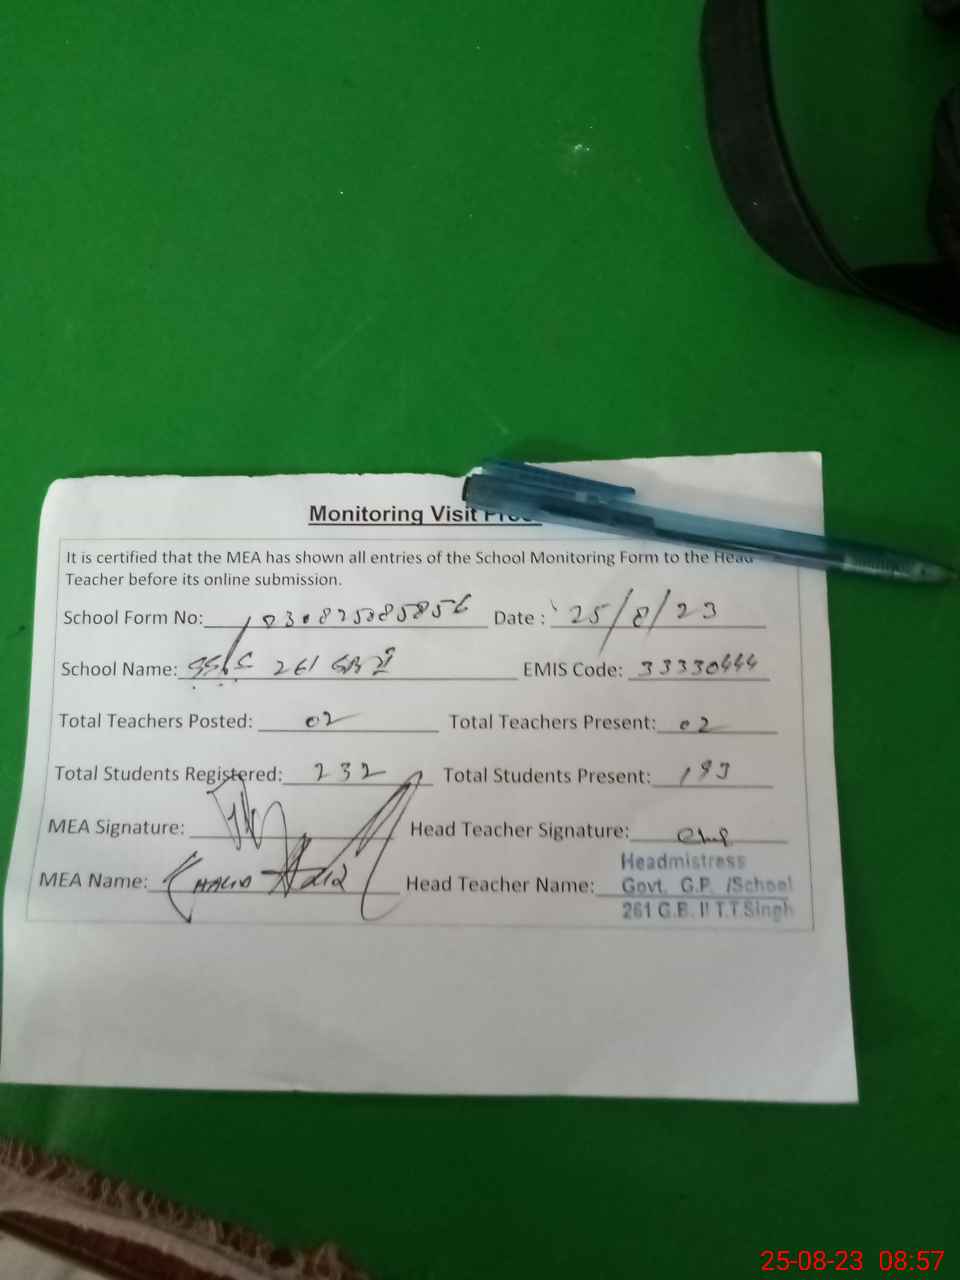 Monitoring Visit
It is certified that the MEA has shown all entries of the School Monitoring Form to the Head
Teacher before its online submission.
School Form No: Date : 25/8/23
School Name: 261 GB EMIS Code: 33330444
Total Teachers Posted: 02 Total Teachers Present: 02
Total Students Registered: 232 Total Students Present: 193
MEA Signature: Head Teacher Signature:
Headmistress
MEA Name: KHALID Head Teacher Name: Govt. G.P. /School
261 G.B. II T.T.Singh
25-08-23 08:57